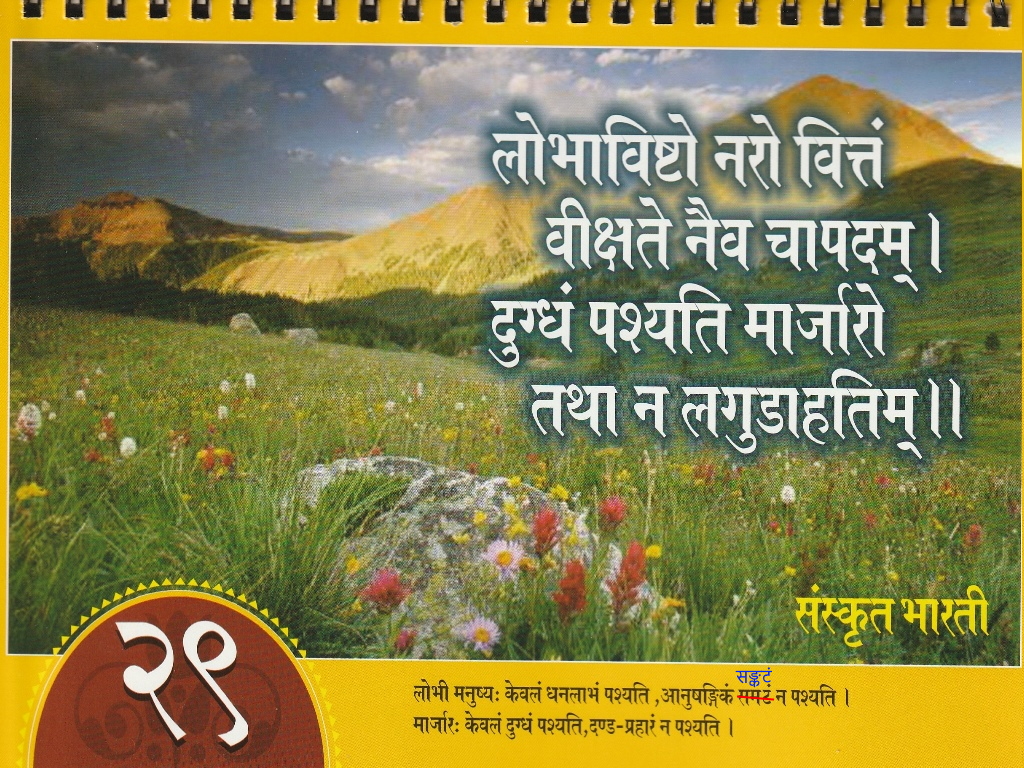 लोभाविष्टो नरो वित्तं
वीक्षते नैव चापदम्।
दुग्धं पश्यति मार्जारो
तथा न लगुडाहतिम्।।
संस्कृत भारती
२९
सङ्कटं
लोभी मनुष्यः केवलं धनलाभं पश्यति ,आनुषङ्गिकं न पश्यति ।
मार्जारः केवलं दुग्धं पश्यति,दण्ड-प्रहारं न पश्यति ।